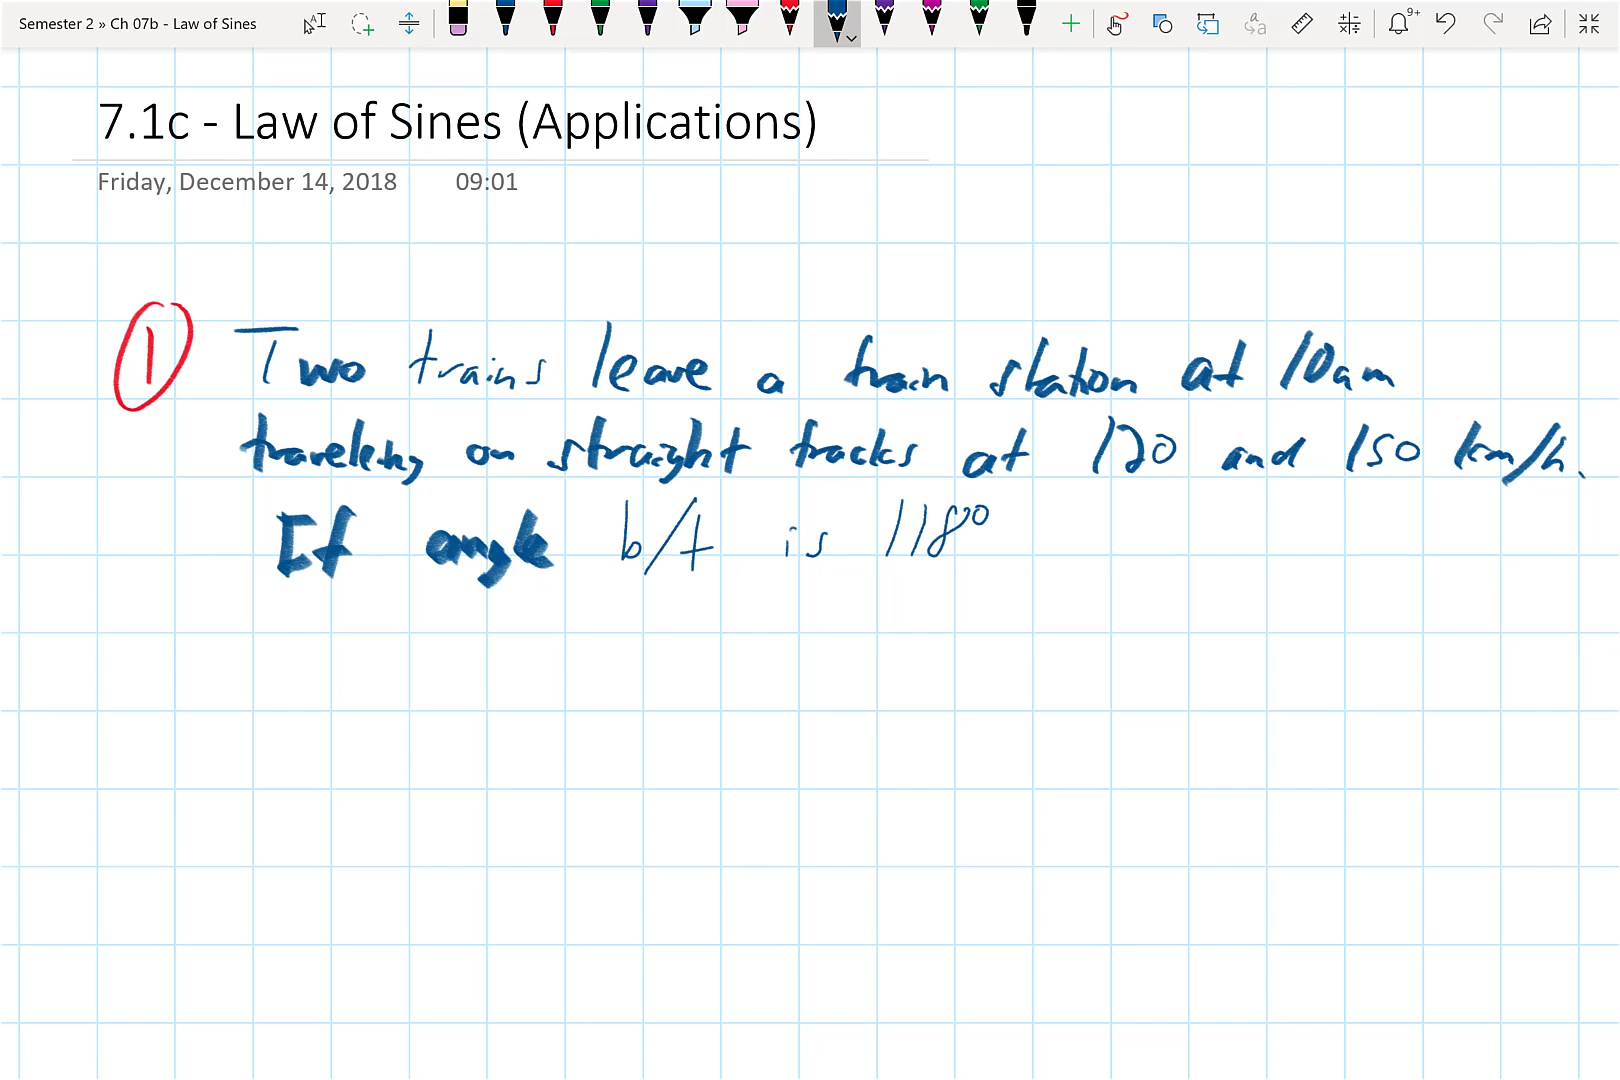 Semester 2 » Ch 07b - Law of Sines
9+
7.1c - Law of Sines (Applications)
Friday, December 14, 2018 09:01
① Two trains leave a train station at 10am
traveling on straight tracks at 120 and 150 km/h.
If angle b/t is 118°